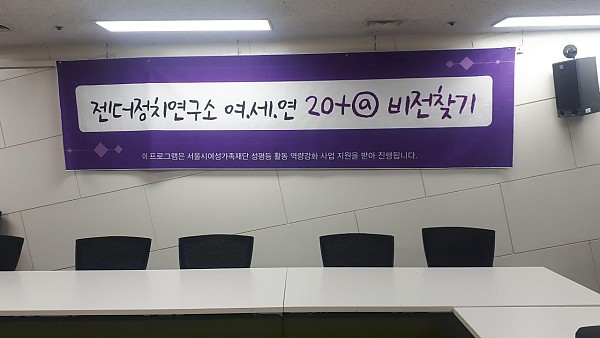 젠더정치연구소 여.세.연 20+@ 비전찾기
이 프로그램은 서울시여성가족재단 성평등 활동 역량강화 사업 지원을 받아 진행됩니다.